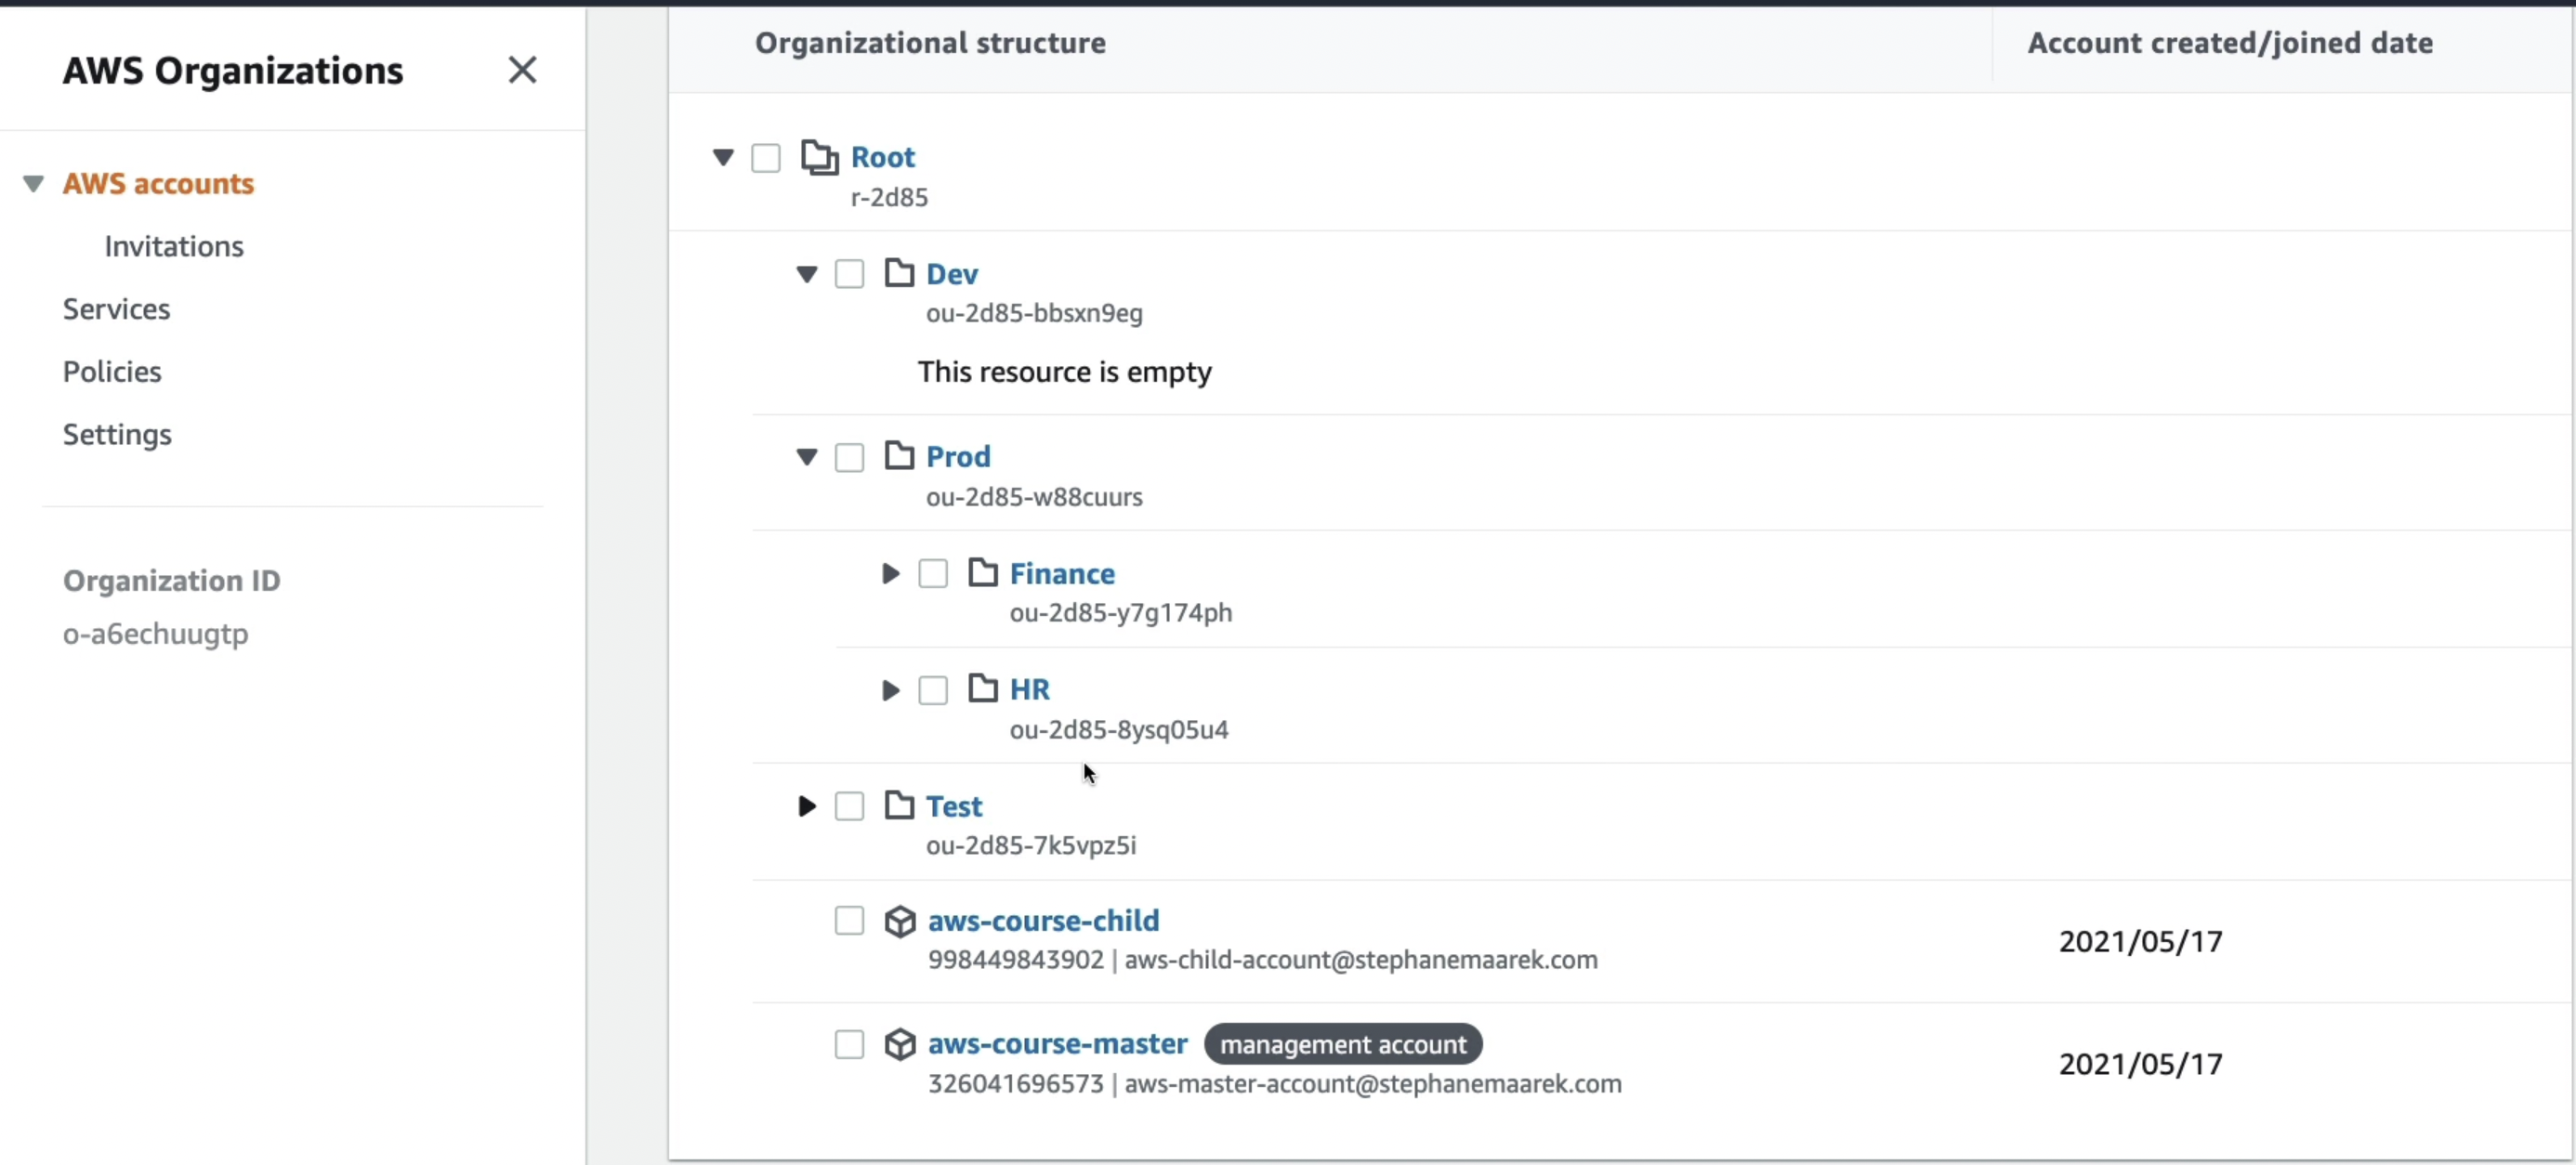 AWS Organizations
AWS accounts
Invitations
Services
Policies
Settings
Organization ID
o-a6echuugtp
Organizational structure
Account created/joined date
Root
r-2d85
Dev
ou-2d85-bbsxn9eg
This resource is empty
Prod
ou-2d85-w88cuurs
Finance
ou-2d85-y7g174ph
HR
ou-2d85-8ysq05u4
Test
ou-2d85-7k5vpz5i
aws-course-child
998449843902 | aws-child-account@stephanemaarek.com
2021/05/17
aws-course-master management account
326041696573 | aws-master-account@stephanemaarek.com
2021/05/17